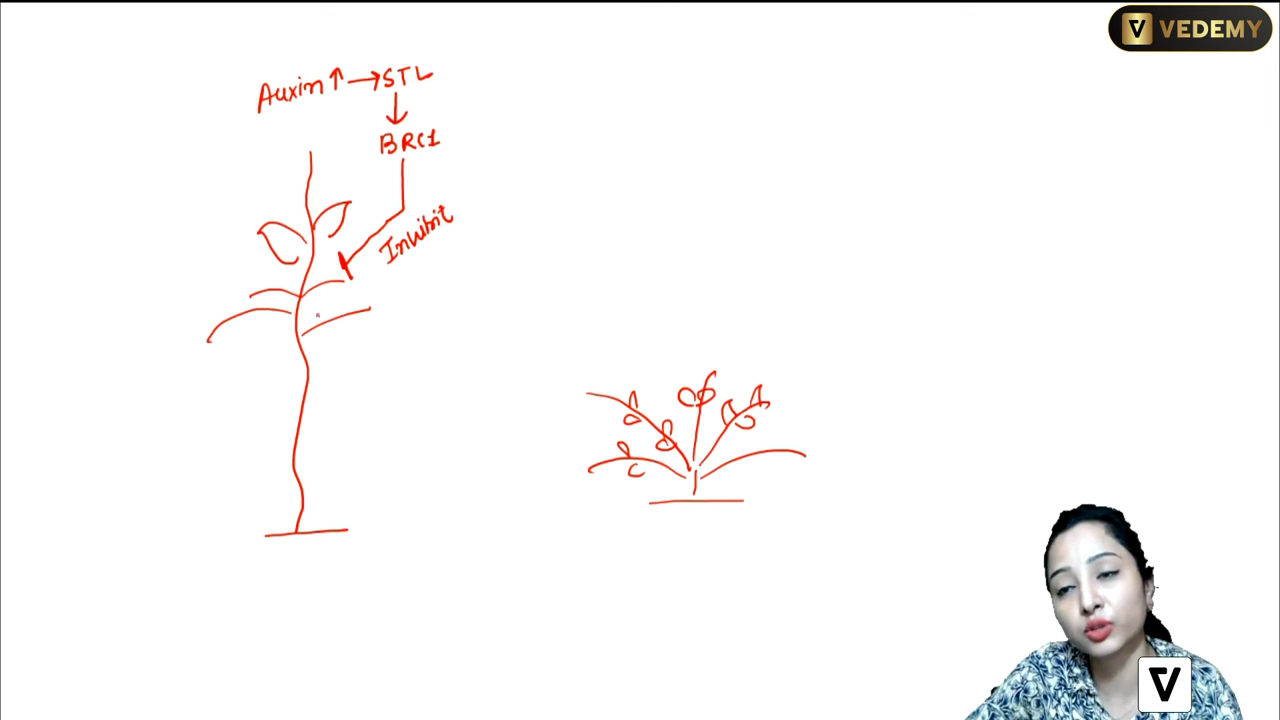 VEDEMY
Auxin↑ → STL
↓
BRC1
Inhibit